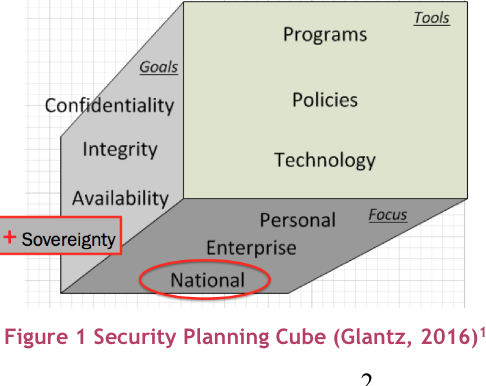 Tools
Programs
Goals
Confidentiality
Policies
Integrity
Technology
Availability
Personal
Focus
+ Sovereignty
Enterprise
National
Figure 1 Security Planning Cube (Glantz, 2016)1
2